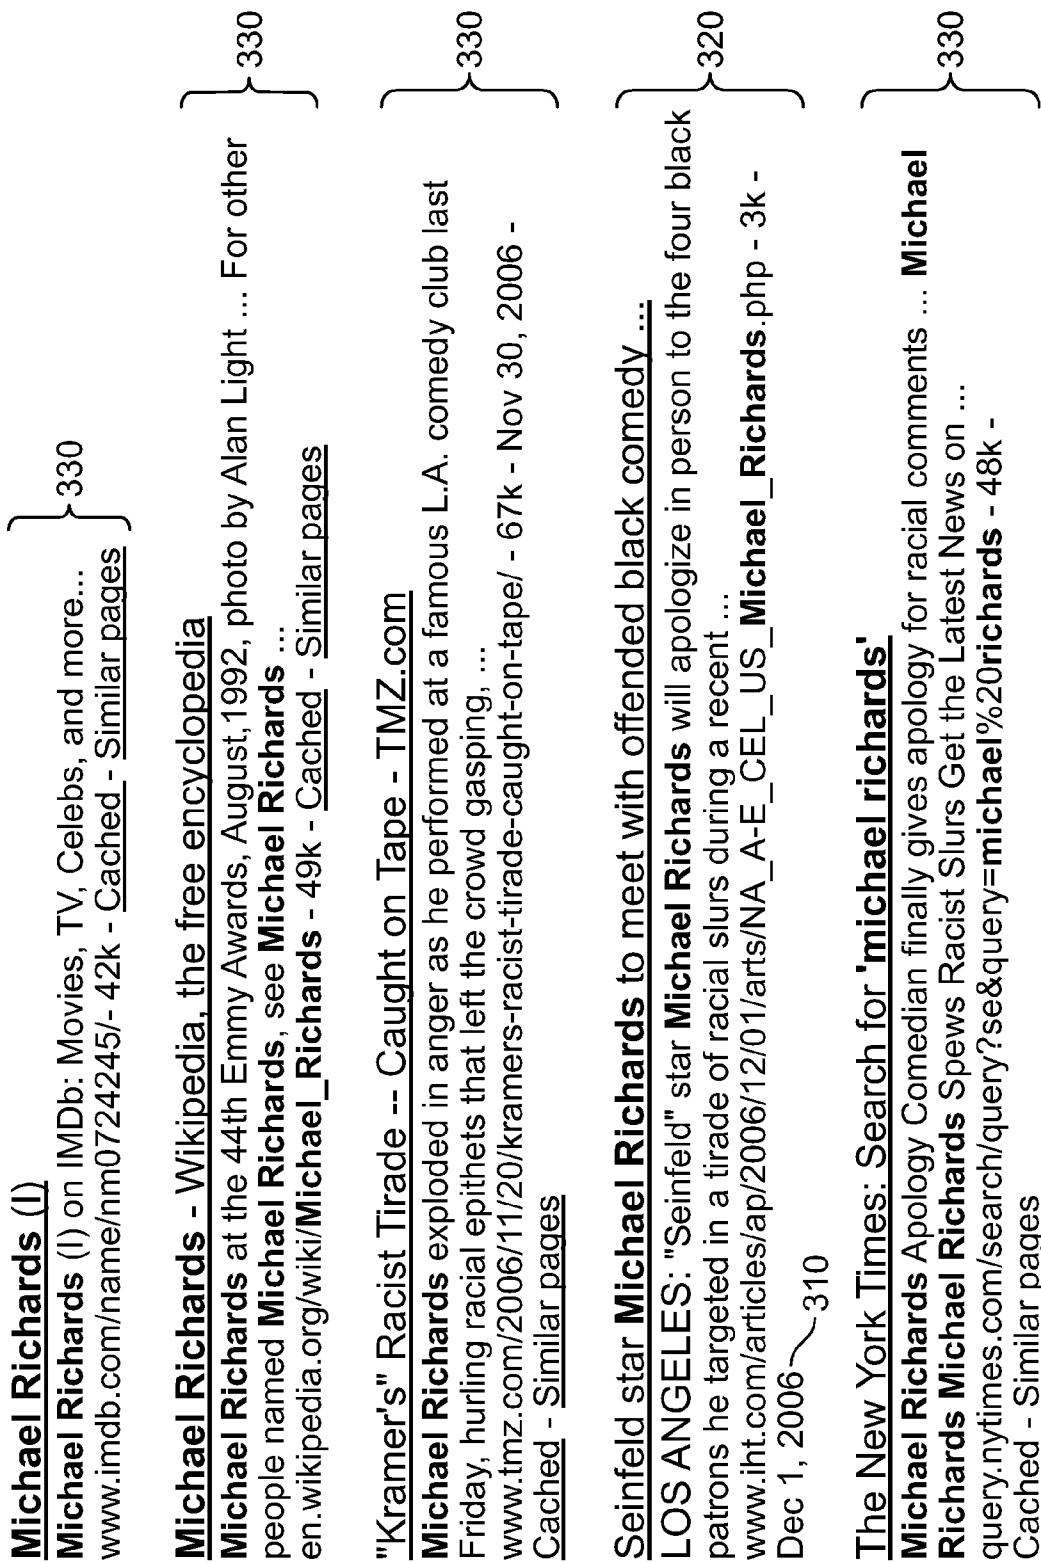 Michael Richards (I)
Michael Richards (I) on IMDb: Movies, TV, Celebs, and more...
www.imdb.com/name/nm0724245/- 42k - Cached - Similar pages
330
Michael Richards - Wikipedia, the free encyclopedia
Michael Richards at the 44th Emmy Awards, August,1992, photo by Alan Light ... For other
people named Michael Richards, see Michael Richards ...
en.wikipedia.org/wiki/Michael_Richards - 49k - Cached - Similar pages
330
"Kramer's" Racist Tirade -- Caught on Tape - TMZ.com
Michael Richards exploded in anger as he performed at a famous L.A. comedy club last
Friday, hurling racial epithets that left the crowd gasping, ...
www.tmz.com/2006/11/20/kramers-racist-tirade-caught-on-tape/ - 67k - Nov 30, 2006 -
Cached - Similar pages
330
Seinfeld star Michael Richards to meet with offended black comedy ...
LOS ANGELES: "Seinfeld" star Michael Richards will apologize in person to the four black
patrons he targeted in a tirade of racial slurs during a recent ...
www.iht.com/articles/ap/2006/12/01/arts/NA_A-E_CEL_US_Michael_Richards.php - 3k -
Dec 1, 2006
310
320
The New York Times: Search for 'michael richards'
Michael Richards Apology Comedian finally gives apology for racial comments ... Michael
Richards Michael Richards Spews Racist Slurs Get the Latest News on ...
query.nytimes.com/search/query?se&query=michael%20richards - 48k -
Cached - Similar pages
330